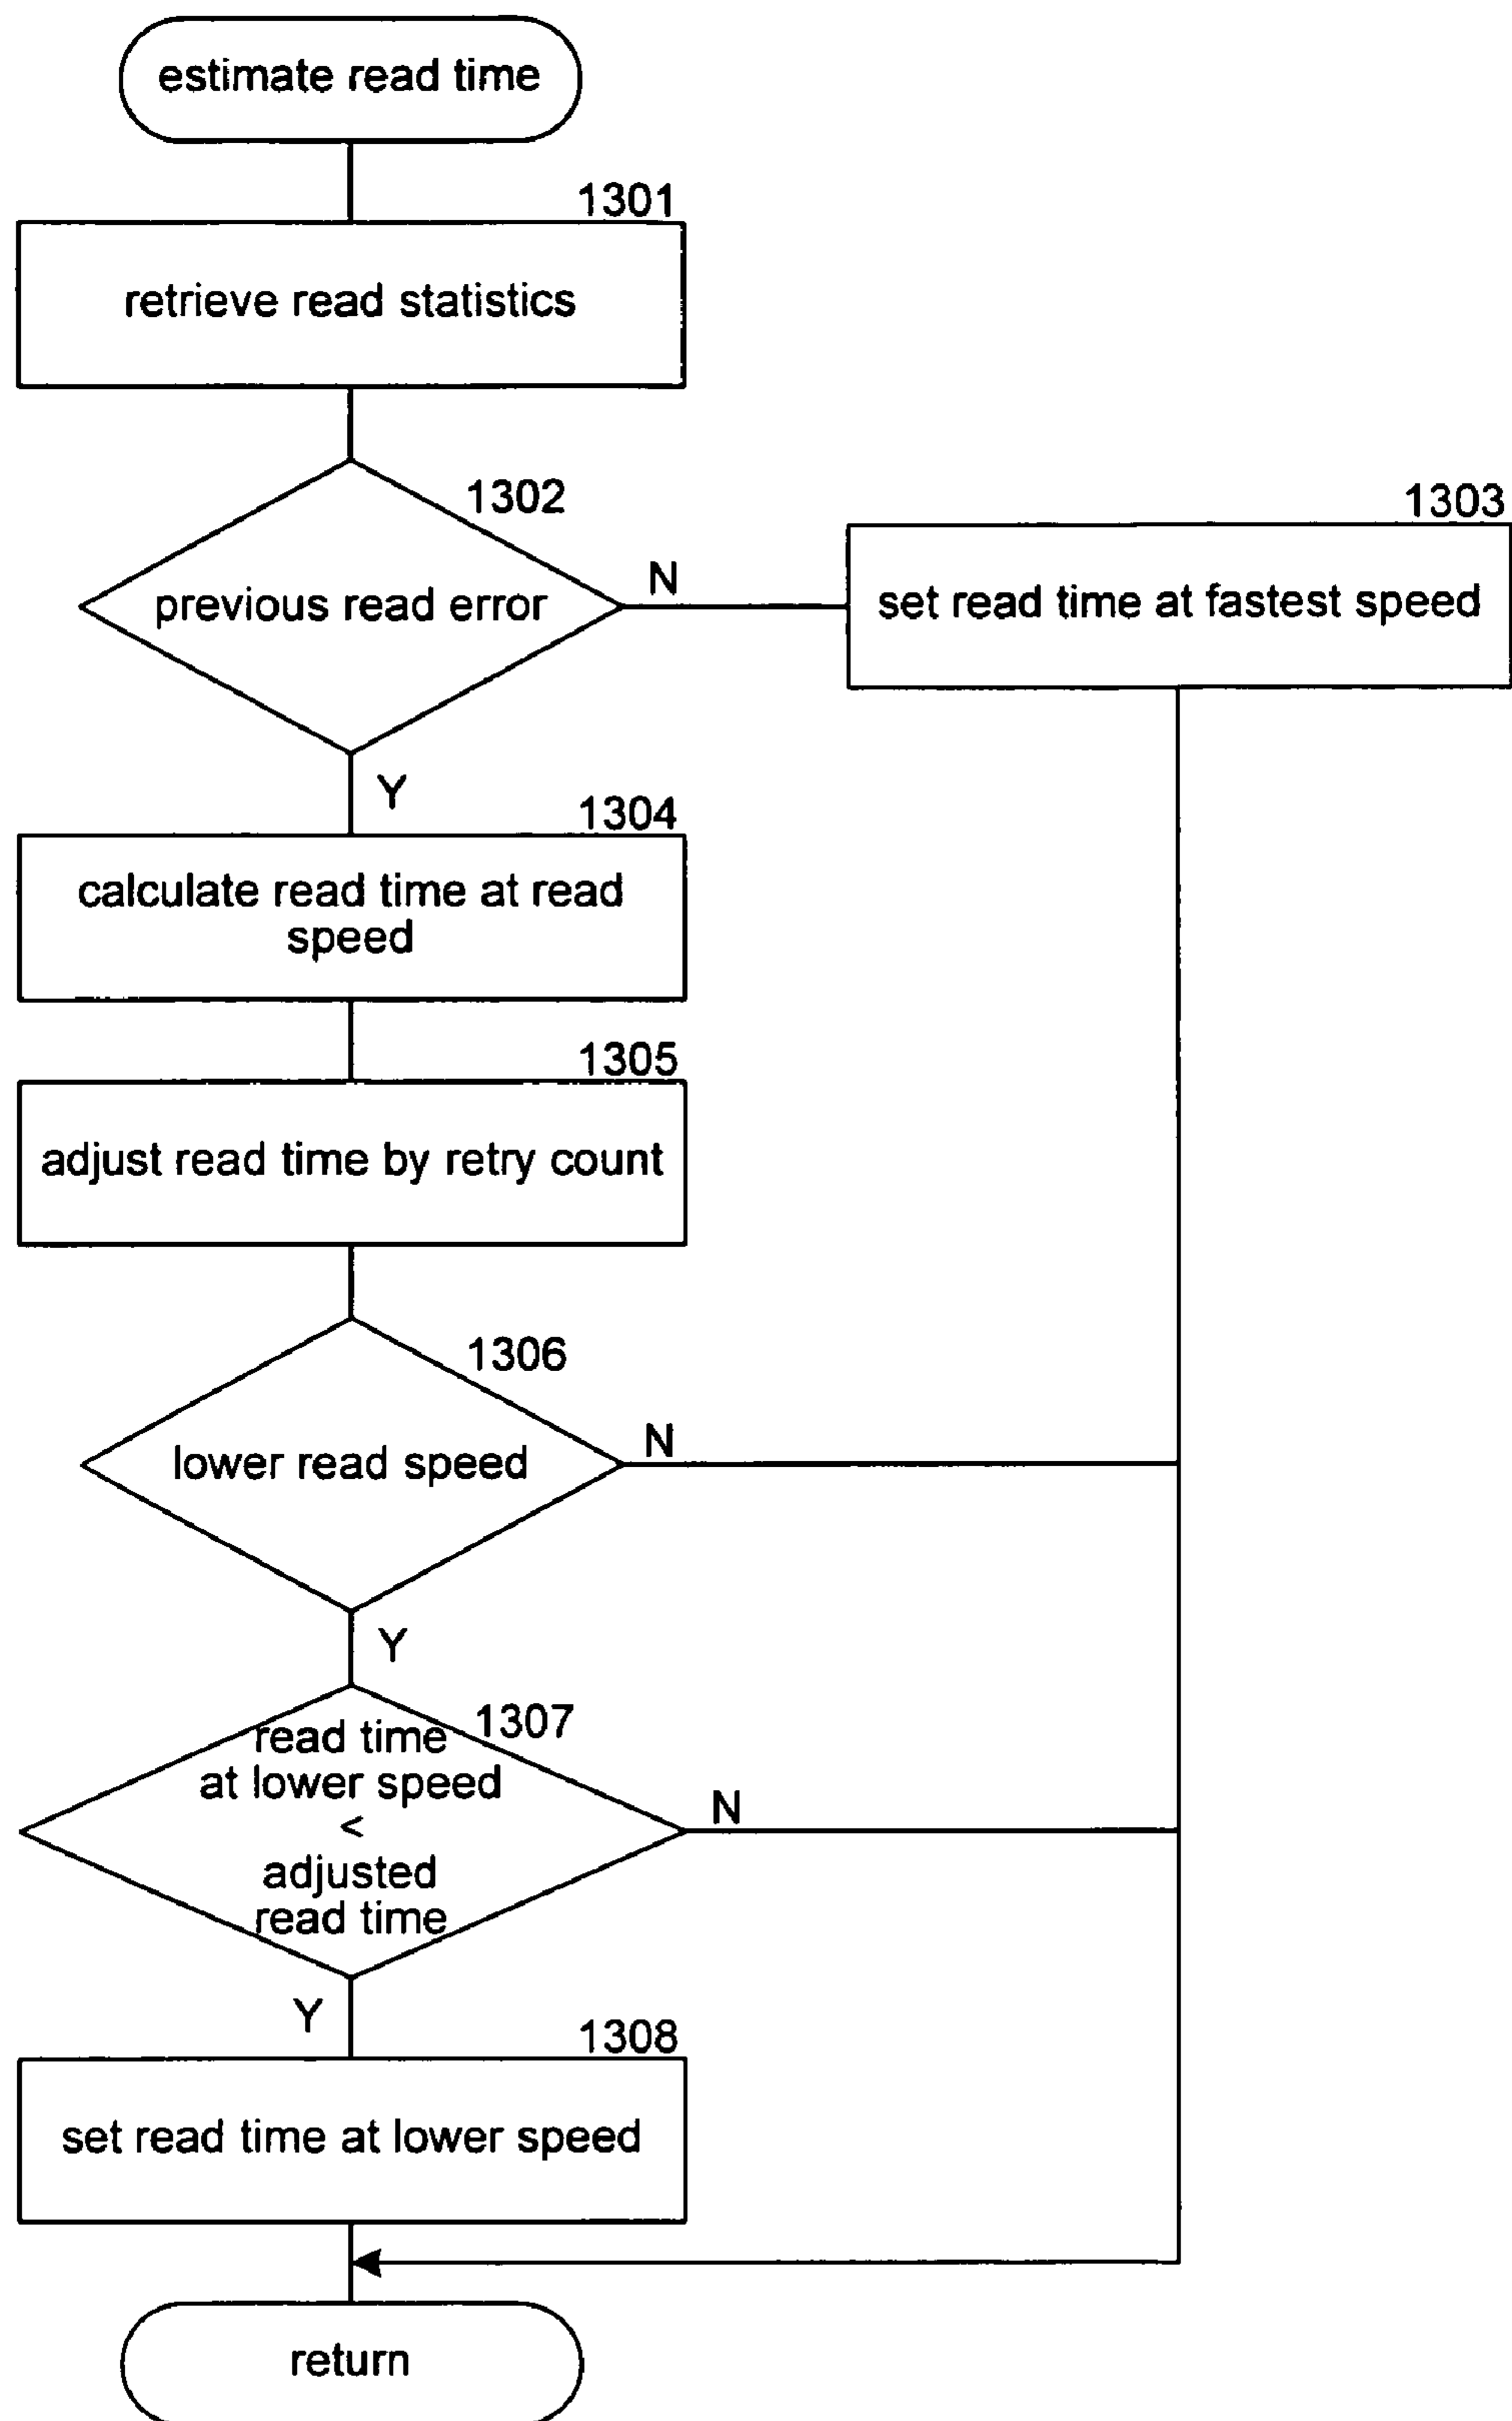 estimate read time
1301
retrieve read statistics
1302
previous read error
N
1303
set read time at fastest speed
Y
1304
calculate read time at read
speed
1305
adjust read time by retry count
1306
lower read speed
N
Y
1307
read time
at lower speed
<
adjusted
read time
N
Y
1308
set read time at lower speed
return